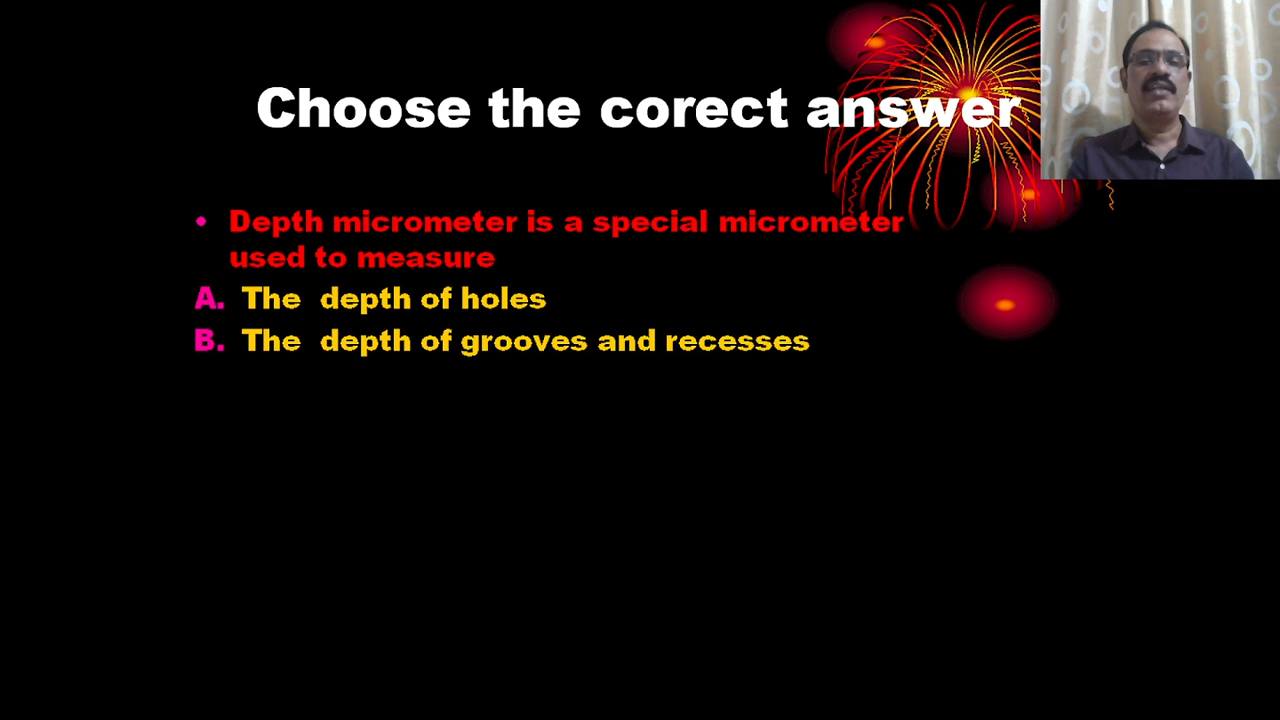 Choose the corect answer
• Depth micrometer is a special micrometer
used to measure
A. The depth of holes
B. The depth of grooves and recesses